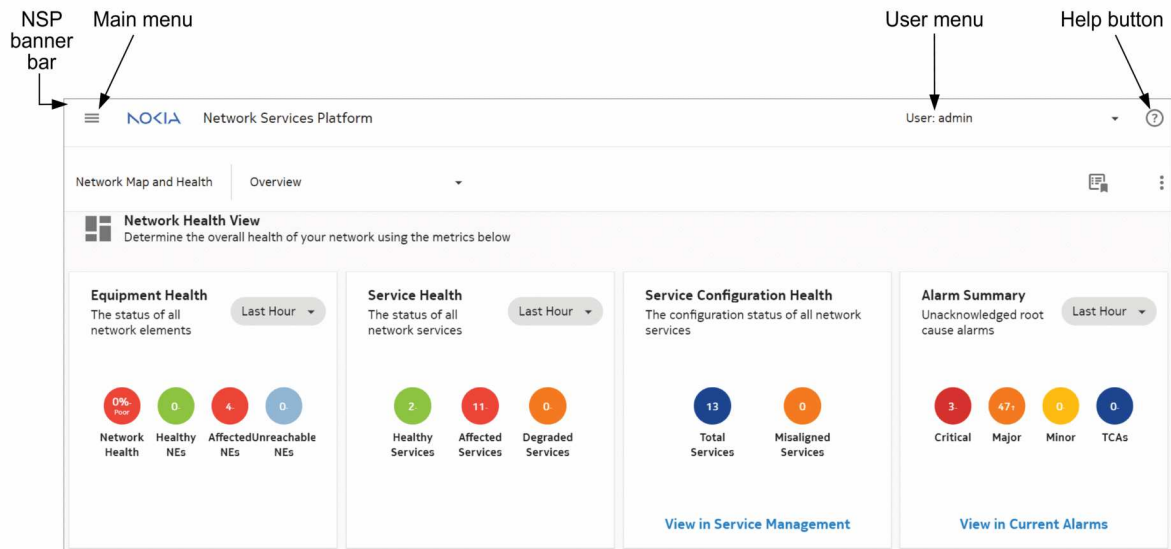 NSP banner bar
Main menu
User menu
Help button
NOKIA Network Services Platform
User: admin
?
Network Map and Health
Overview
Network Health View
Determine the overall health of your network using the metrics below
Equipment Health
The status of all
network elements
Last Hour
0%-
Poor
Network
Health
0-
Healthy
NEs
4-
Affected
NEs
0-
Unreachable
NEs
Service Health
The status of all
network services
Last Hour
2-
Healthy
Services
11-
Affected
Services
0-
Degraded
Services
Service Configuration Health
The configuration status of all network
services
13
Total
Services
0
Misaligned
Services
View in Service Management
Alarm Summary
Unacknowledged root
cause alarms
Last Hour
3-
Critical
47↑
Major
0-
Minor
0-
TCAs
View in Current Alarms